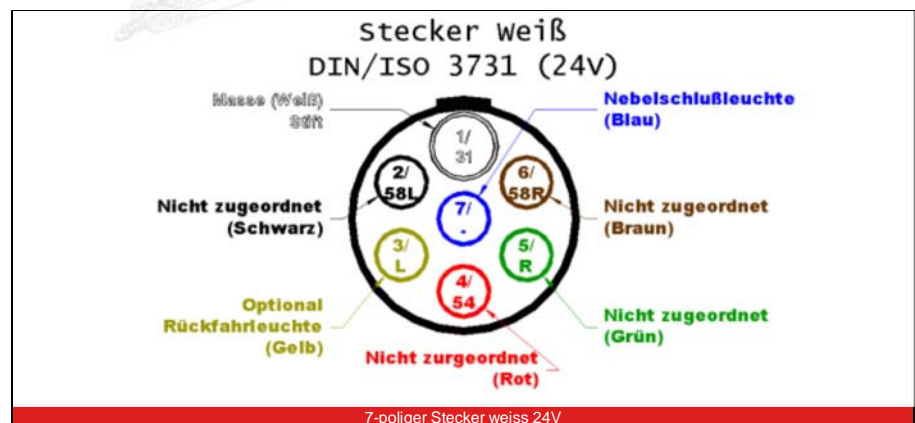 Stecker Weiß
DIN/ISO 3731 (24V)
Masse (Weiß)
Stift
Nebelschlußleuchte
(Blau)
1/
31
2/
58L
6/
58R
7/
-
Nicht zugeordnet
(Schwarz)
Nicht zugeordnet
(Braun)
3/
L
5/
R
4/
54
Optional
Rückfahrleuchte
(Gelb)
Nicht zugeordnet
(Grün)
Nicht zurgeordnet
(Rot)
7-poliger Stecker weiss 24V